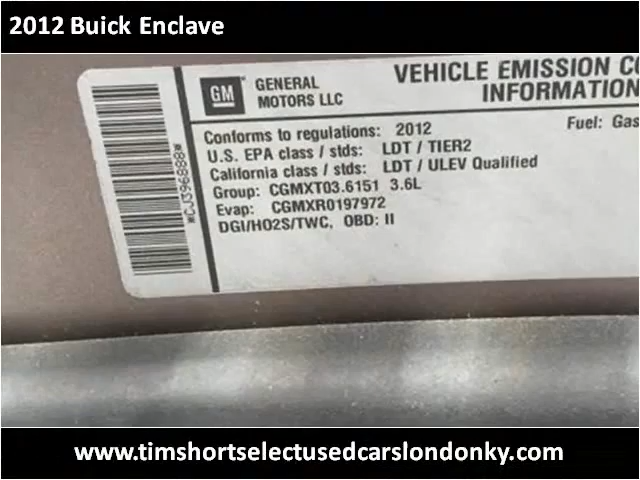 2012 Buick Enclave
GM
GENERAL
MOTORS LLC
VEHICLE EMISSION
INFORMATION
*CJ396888*
Conforms to regulations: 2012
Fuel: Gas
U.S. EPA class / stds: LDT / TIER2
California class / stds: LDT / ULEV Qualified
Group: CGMXT03.6151 3.6L
Evap: CGMXR0197972
DGI/HO2S/TWC, OBD: II
www.timshortselectusedcarslondonky.com